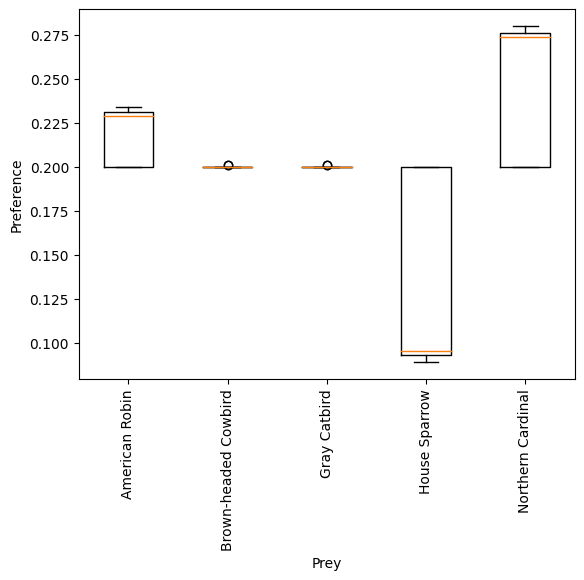 0.275
0.250
0.225
0.200
0.175
0.150
0.125
0.100
Preference
American Robin
Brown-headed Cowbird
Gray Catbird
House Sparrow
Northern Cardinal
Prey